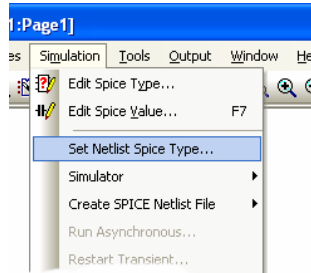 1:Page1]
es Simulation Tools Output Window He
Edit Spice Type...
Edit Spice Value... F7
Set Netlist Spice Type...
Simulator
Create SPICE Netlist File
Run Asynchronous...
Restart Transient...